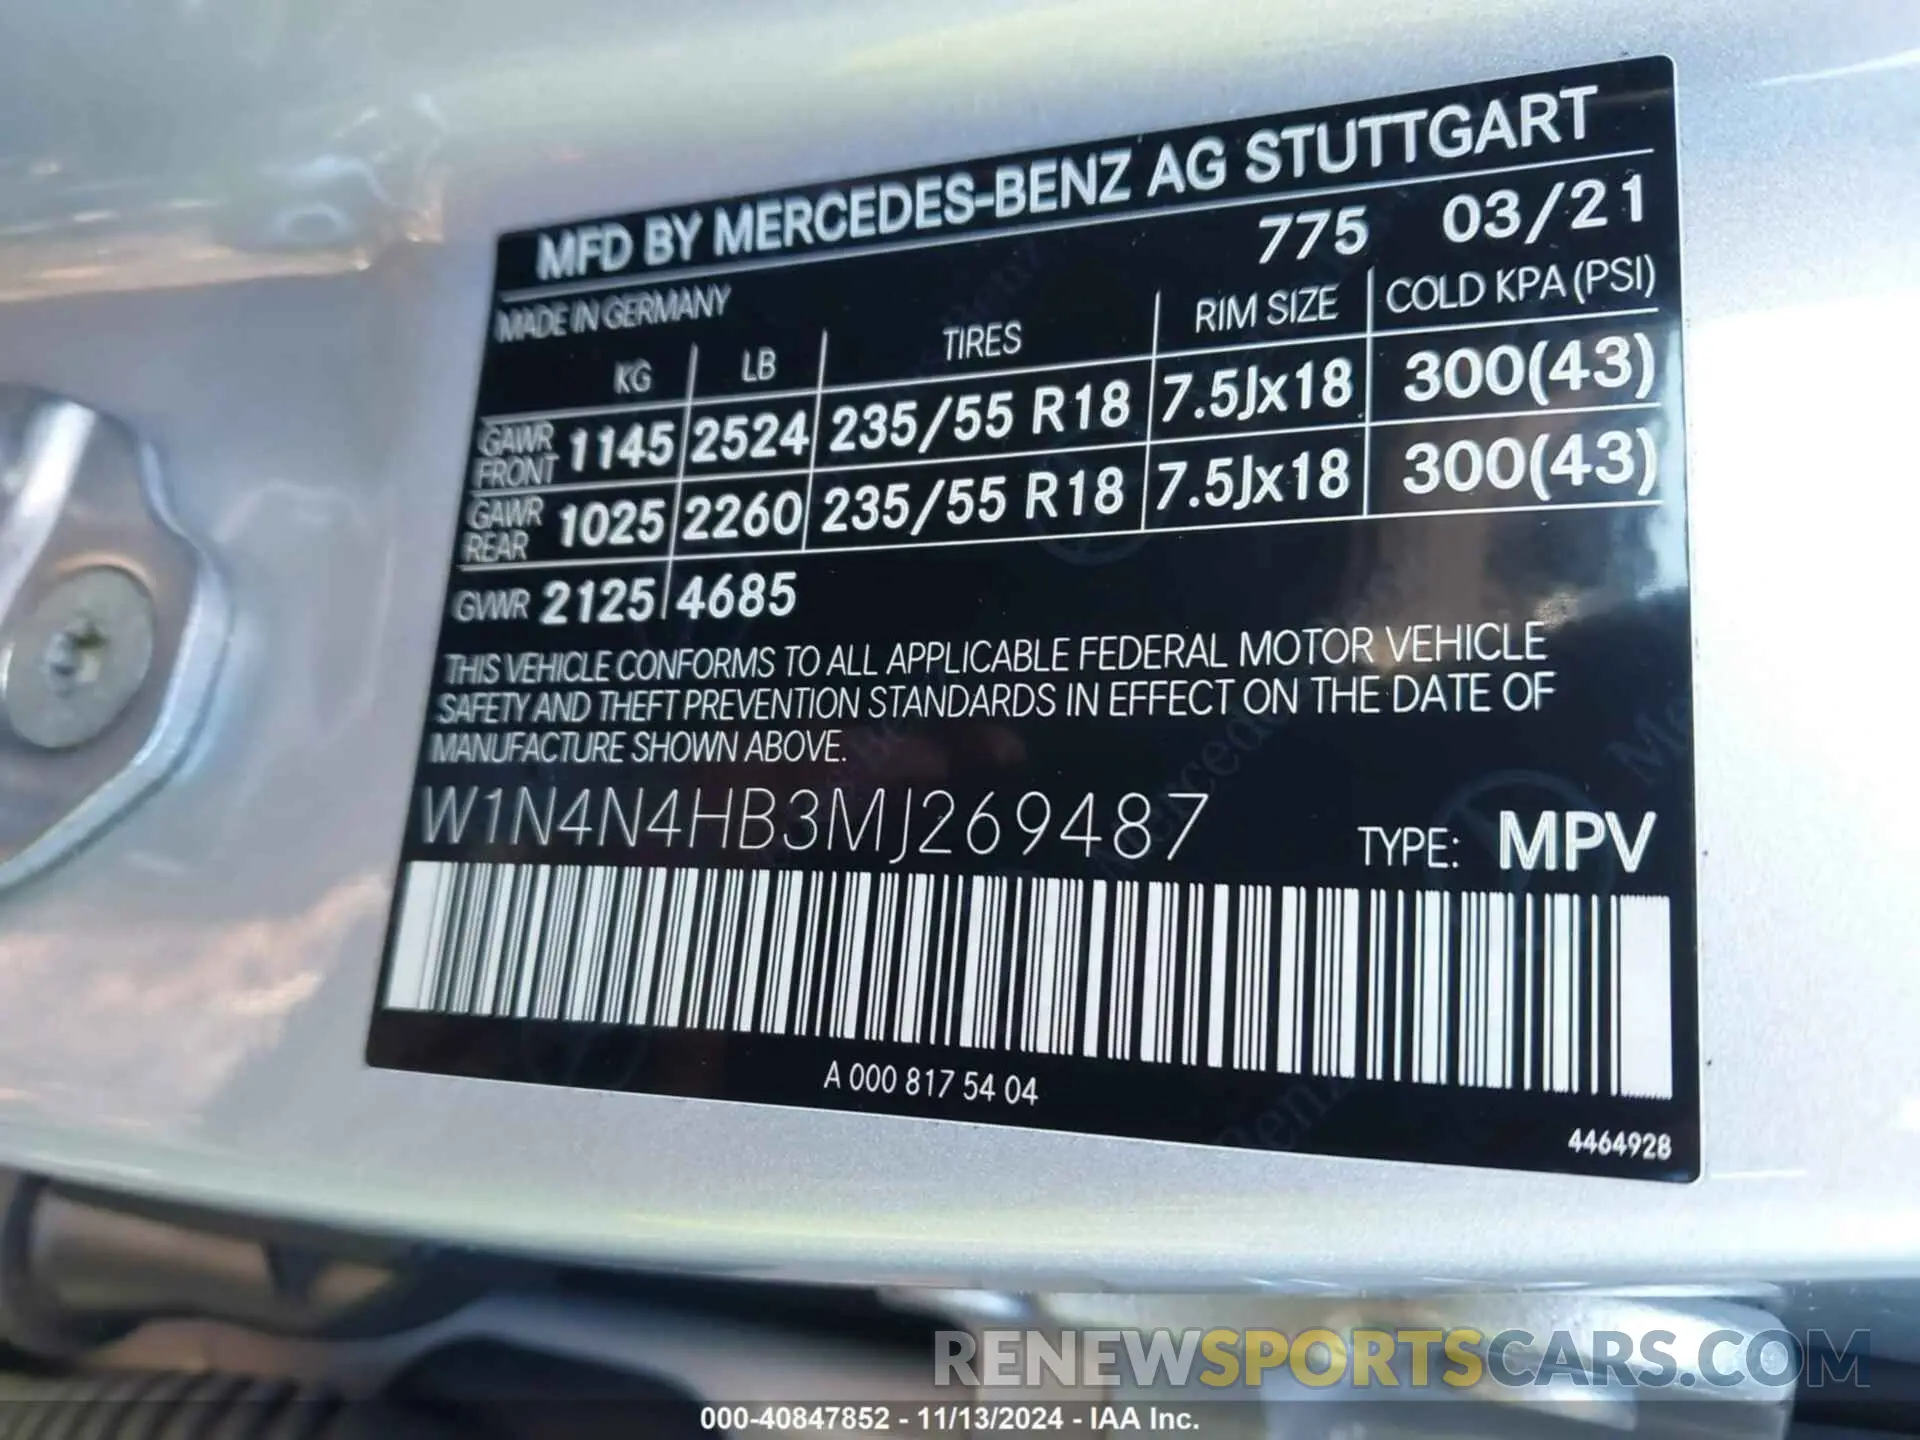 MFD BY MERCEDES-BENZ AG STUTTGART
775 03/21
MADE IN GERMANY
KG LB TIRES RIM SIZE COLD KPA (PSI)
GAWR FRONT 1145 2524 235/55 R18 7.5Jx18 300(43)
GAWR REAR 1025 2260 235/55 R18 7.5Jx18 300(43)
GVWR 2125 4685
THIS VEHICLE CONFORMS TO ALL APPLICABLE FEDERAL MOTOR VEHICLE
SAFETY AND THEFT PREVENTION STANDARDS IN EFFECT ON THE DATE OF
MANUFACTURE SHOWN ABOVE.
W1N4N4HB3MJ269487 TYPE: MPV
A 000 817 54 04
4464928
RENEWSPORTSCARS.COM
000-40847852 - 11/13/2024 - IAA Inc.